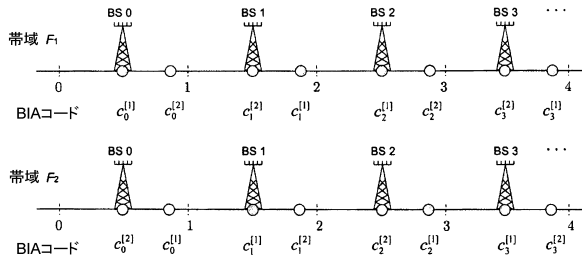 BS 0 BS 1 BS 2 BS 3 ...
帯域 F₁
0 1 2 3 4
BIAコード c₀^[1] c₀^[2] c₁^[2] c₁^[1] c₂^[1] c₂^[2] c₃^[2] c₃^[1]
BS 0 BS 1 BS 2 BS 3 ...
帯域 F₂
0 1 2 3 4
BIAコード c₀^[2] c₀^[1] c₁^[1] c₁^[2] c₂^[2] c₂^[1] c₃^[1] c₃^[2]